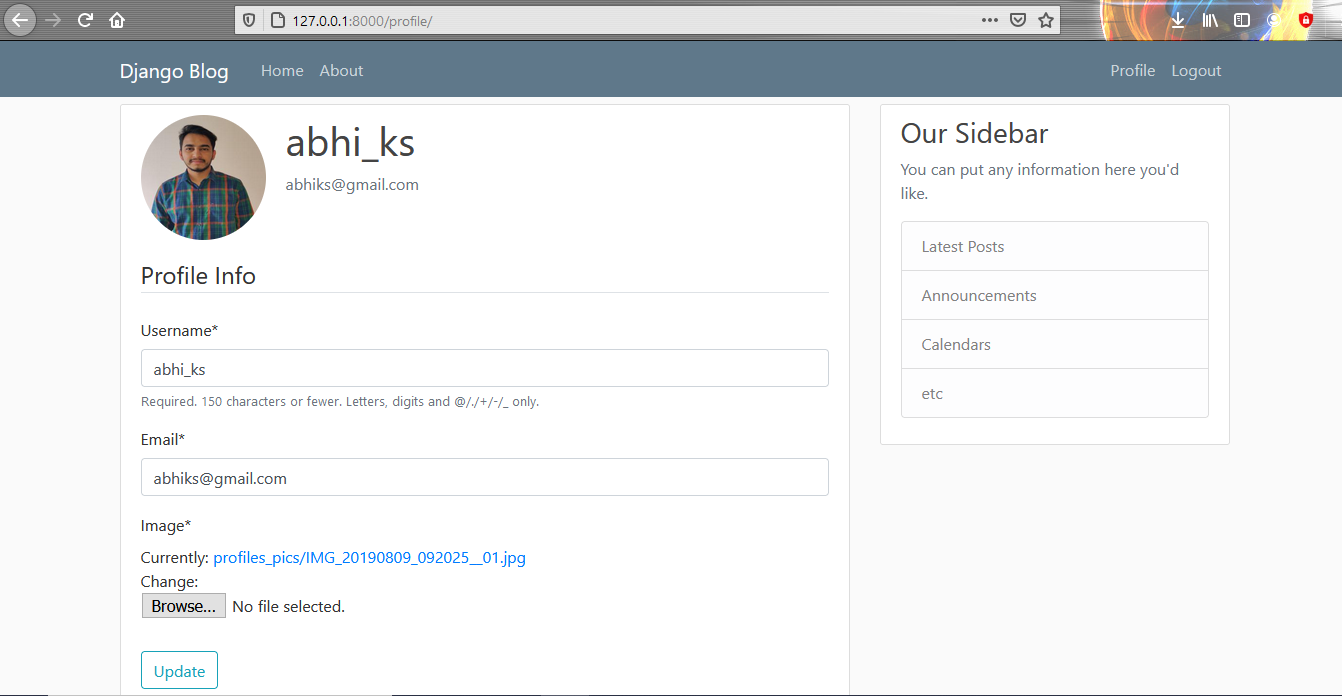 127.0.0.1:8000/profile/
Django Blog Home About Profile Logout
abhi_ks
abhiks@gmail.com
Profile Info
Username*
abhi_ks
Required. 150 characters or fewer. Letters, digits and @/./+/-/_ only.
Email*
abhiks@gmail.com
Image*
Currently: profiles_pics/IMG_20190809_092025__01.jpg
Change:
Browse... No file selected.
Update
Our Sidebar
You can put any information here you'd
like.
Latest Posts
Announcements
Calendars
etc